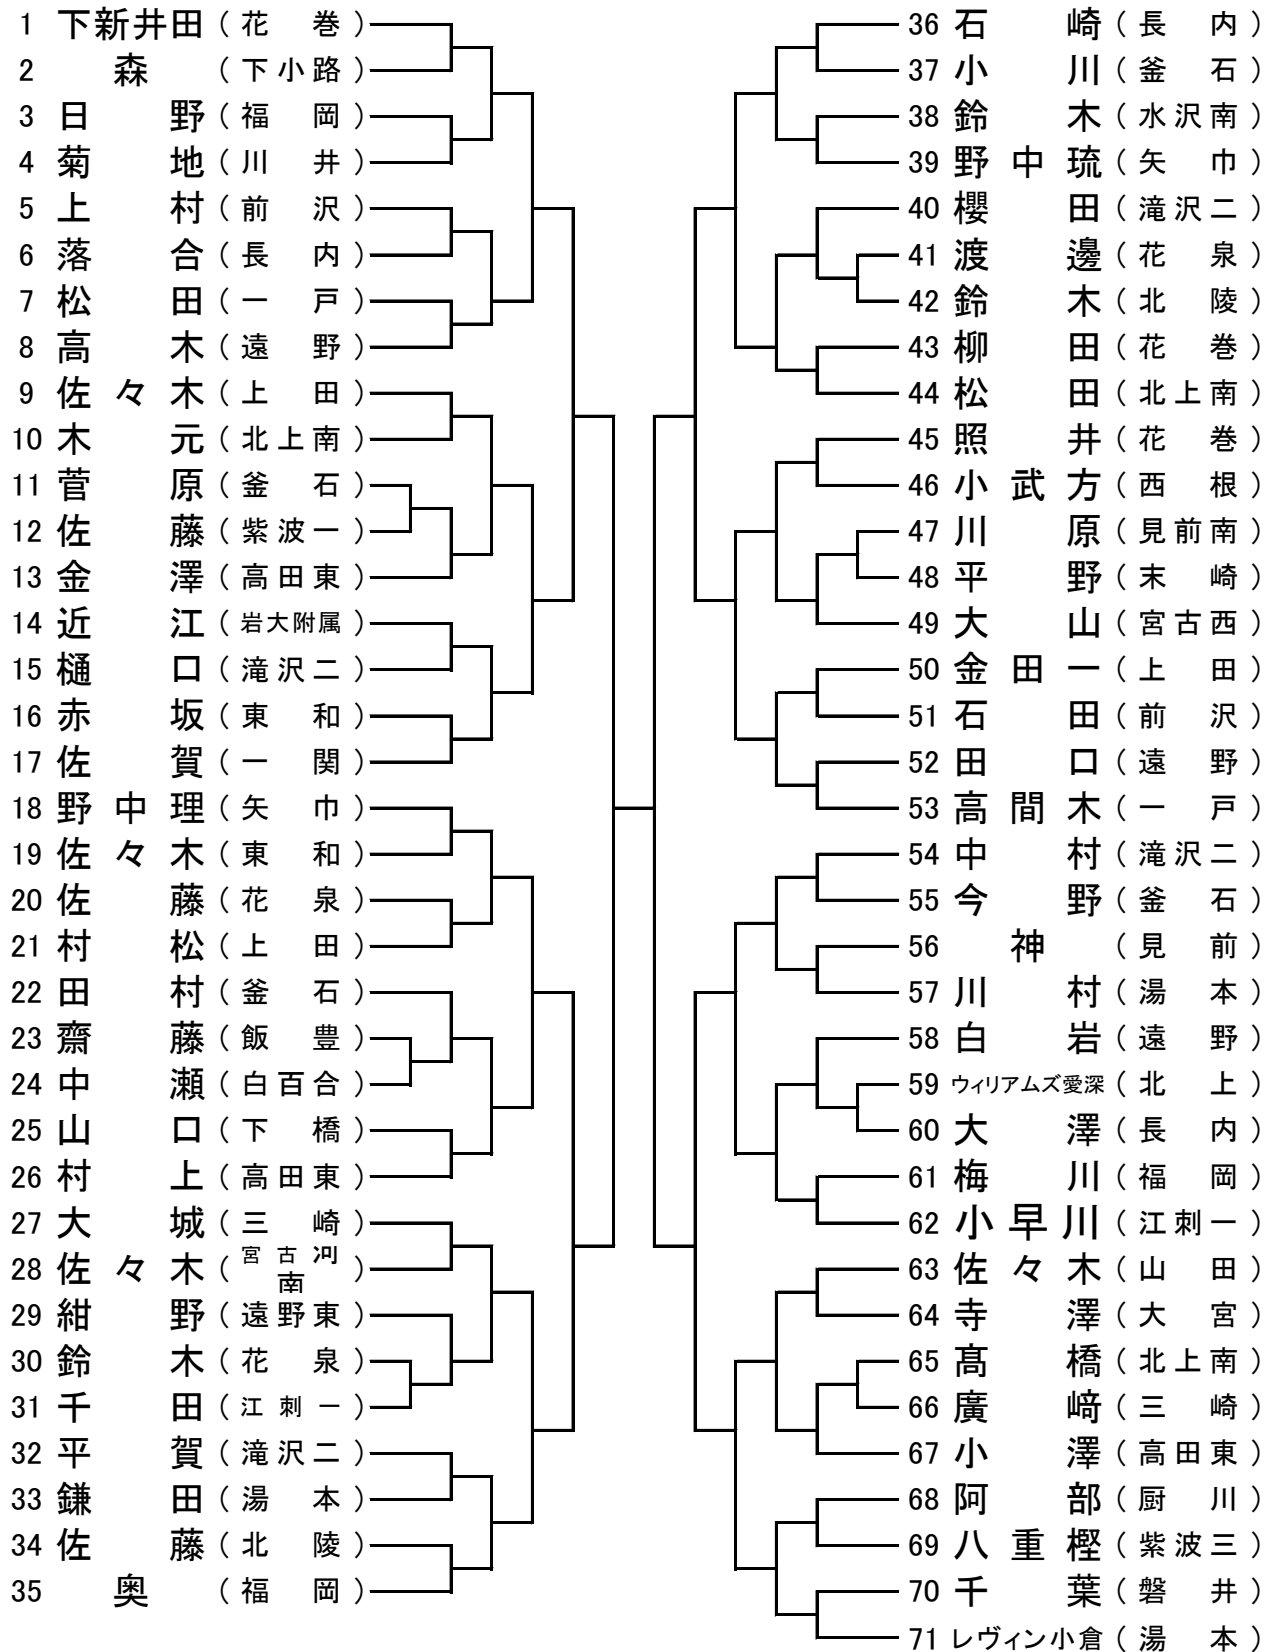 1 下新井田 (花巻)
2 森 (下小路)
3 日野 (福岡)
4 菊地 (川井)
5 上村 (前沢)
6 落合 (長内)
7 松田 (一戸)
8 高木 (遠野)
9 佐々木 (上田)
10 木元 (北上南)
11 菅原 (釜石)
12 佐藤 (紫波一)
13 金澤 (高田東)
14 近江 (岩大附属)
15 樋口 (滝沢二)
16 赤坂 (東和)
17 佐賀 (一関)
18 野中理 (矢巾)
19 佐々木 (東和)
20 佐藤 (花泉)
21 村松 (上田)
22 田村 (釜石)
23 齋藤 (飯豊)
24 中瀬 (白百合)
25 山口 (下橋)
26 村上 (高田東)
27 大城 (三崎)
28 佐々木 (宮古河南)
29 紺野 (遠野東)
30 鈴木 (花泉)
31 千田 (江刺一)
32 平賀 (滝沢二)
33 鎌田 (湯本)
34 佐藤 (北陵)
35 奥 (福岡)
36 石崎 (長内)
37 小川 (釜石)
38 鈴木 (水沢南)
39 野中琉 (矢巾)
40 櫻田 (滝沢二)
41 渡邊 (花泉)
42 鈴木 (北陵)
43 柳田 (花巻)
44 松田 (北上南)
45 照井 (花巻)
46 小武方 (西根)
47 川原 (見前南)
48 平野 (末崎)
49 大山 (宮古西)
50 金田一 (上田)
51 石田 (前沢)
52 田口 (遠野)
53 高間木 (一戸)
54 中村 (滝沢二)
55 今野 (釜石)
56 神 (見前)
57 川村 (湯本)
58 白岩 (遠野)
59 ウィリアムズ愛深 (北上)
60 大澤 (長内)
61 梅川 (福岡)
62 小早川 (江刺一)
63 佐々木 (山田)
64 寺澤 (大宮)
65 髙橋 (北上南)
66 廣﨑 (三崎)
67 小澤 (高田東)
68 阿部 (厨川)
69 八重樫 (紫波三)
70 千葉 (磐井)
71 レヴィン小倉 (湯本)